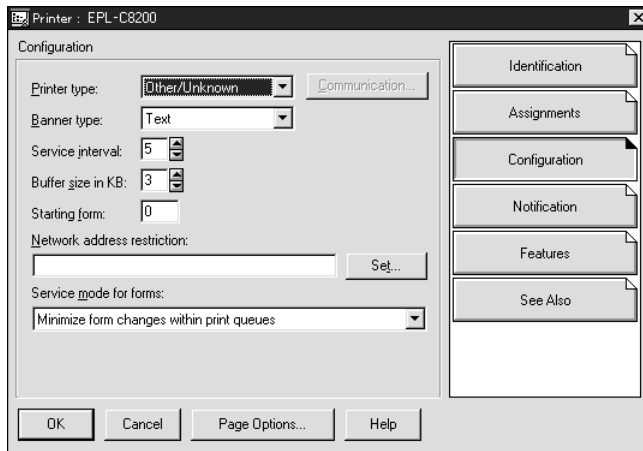 Printer : EPL-C8200
Configuration
Printer type: Other/Unknown Communication...
Banner type: Text
Service interval: 5
Buffer size in KB: 3
Starting form: 0
Network address restriction:
Set...
Service mode for forms:
Minimize form changes within print queues
OK Cancel Page Options... Help
Identification
Assignments
Configuration
Notification
Features
See Also